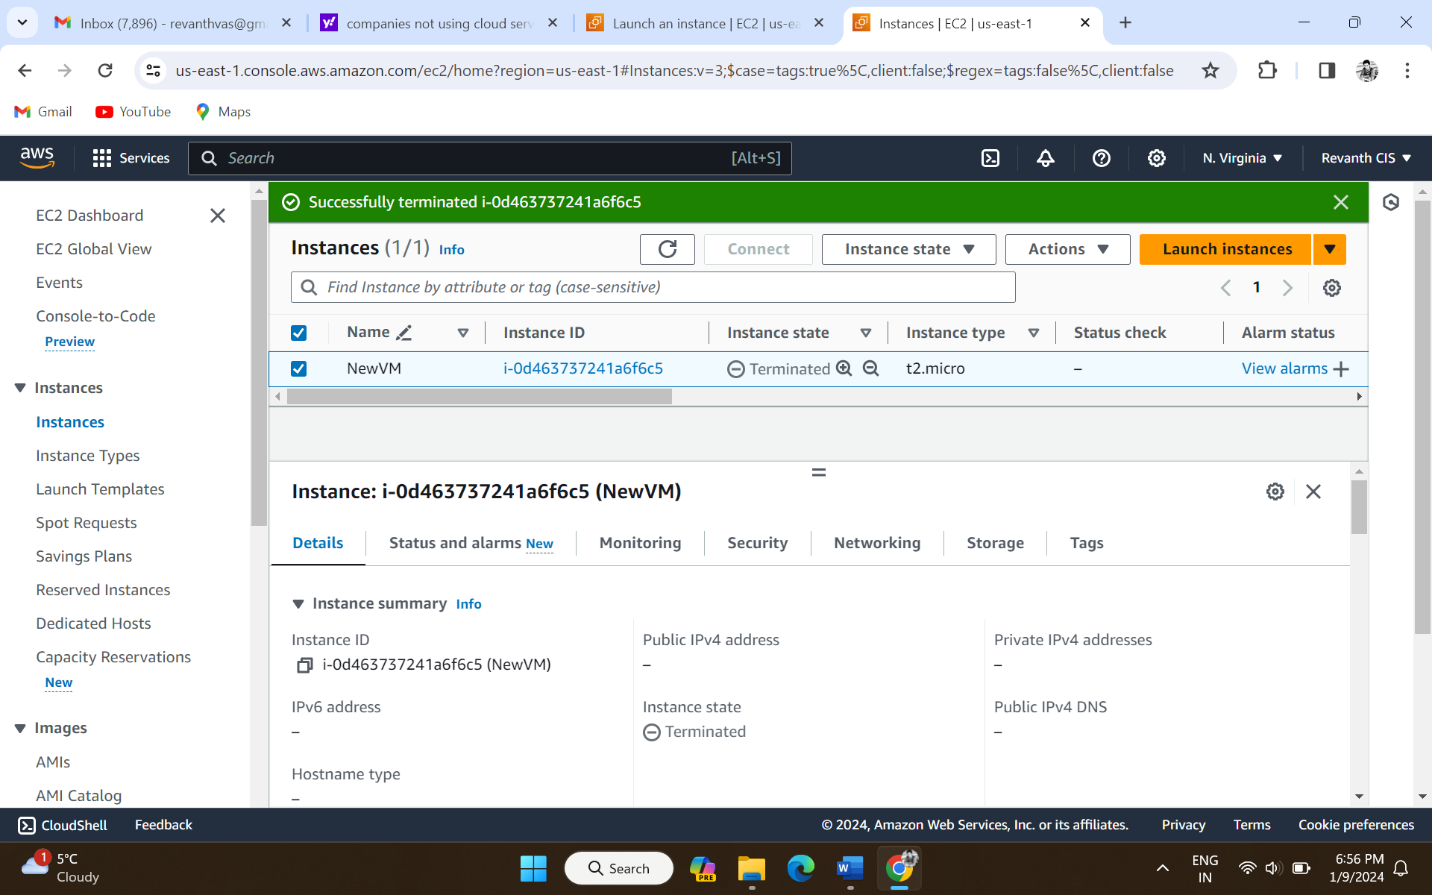 Inbox (7,896) - revanthvas@gm
companies not using cloud serv
Launch an instance | EC2 | us-ea
Instances | EC2 | us-east-1
us-east-1.console.aws.amazon.com/ec2/home?region=us-east-1#Instances:v=3;$case=tags:true%5C,client:false;$regex=tags:false%5C,client:false
Gmail
YouTube
Maps
aws
Services
Search
[Alt+S]
N. Virginia
Revanth CIS
EC2 Dashboard
EC2 Global View
Events
Console-to-Code
Preview
Instances
Instances
Instance Types
Launch Templates
Spot Requests
Savings Plans
Reserved Instances
Dedicated Hosts
Capacity Reservations
New
Images
AMIs
AMI Catalog
Successfully terminated i-0d463737241a6f6c5
Instances (1/1) Info
Connect
Instance state
Actions
Launch instances
Find Instance by attribute or tag (case-sensitive)
1
Name
Instance ID
Instance state
Instance type
Status check
Alarm status
NewVM
i-0d463737241a6f6c5
Terminated
t2.micro
–
View alarms
Instance: i-0d463737241a6f6c5 (NewVM)
Details
Status and alarms New
Monitoring
Security
Networking
Storage
Tags
Instance summary Info
Instance ID
i-0d463737241a6f6c5 (NewVM)
Public IPv4 address
–
Private IPv4 addresses
–
IPv6 address
–
Instance state
Terminated
Public IPv4 DNS
–
Hostname type
–
CloudShell
Feedback
© 2024, Amazon Web Services, Inc. or its affiliates.
Privacy
Terms
Cookie preferences
1
5°C
Cloudy
Search
PRE
W
ENG
IN
6:56 PM
1/9/2024